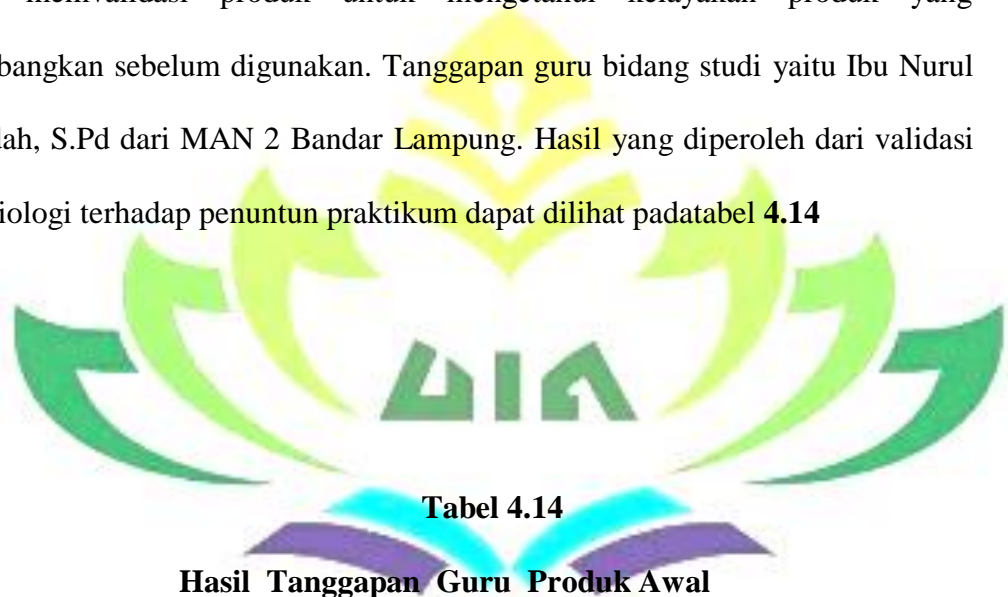 memvalidasi produk untuk mengetahui kelayakan produk yang
bangkan sebelum digunakan. Tanggapan guru bidang studi yaitu Ibu Nurul
dah, S.Pd dari MAN 2 Bandar Lampung. Hasil yang diperoleh dari validasi
iologi terhadap penuntun praktikum dapat dilihat padatabel 4.14
UIN
Tabel 4.14
Hasil Tanggapan Guru Produk Awal